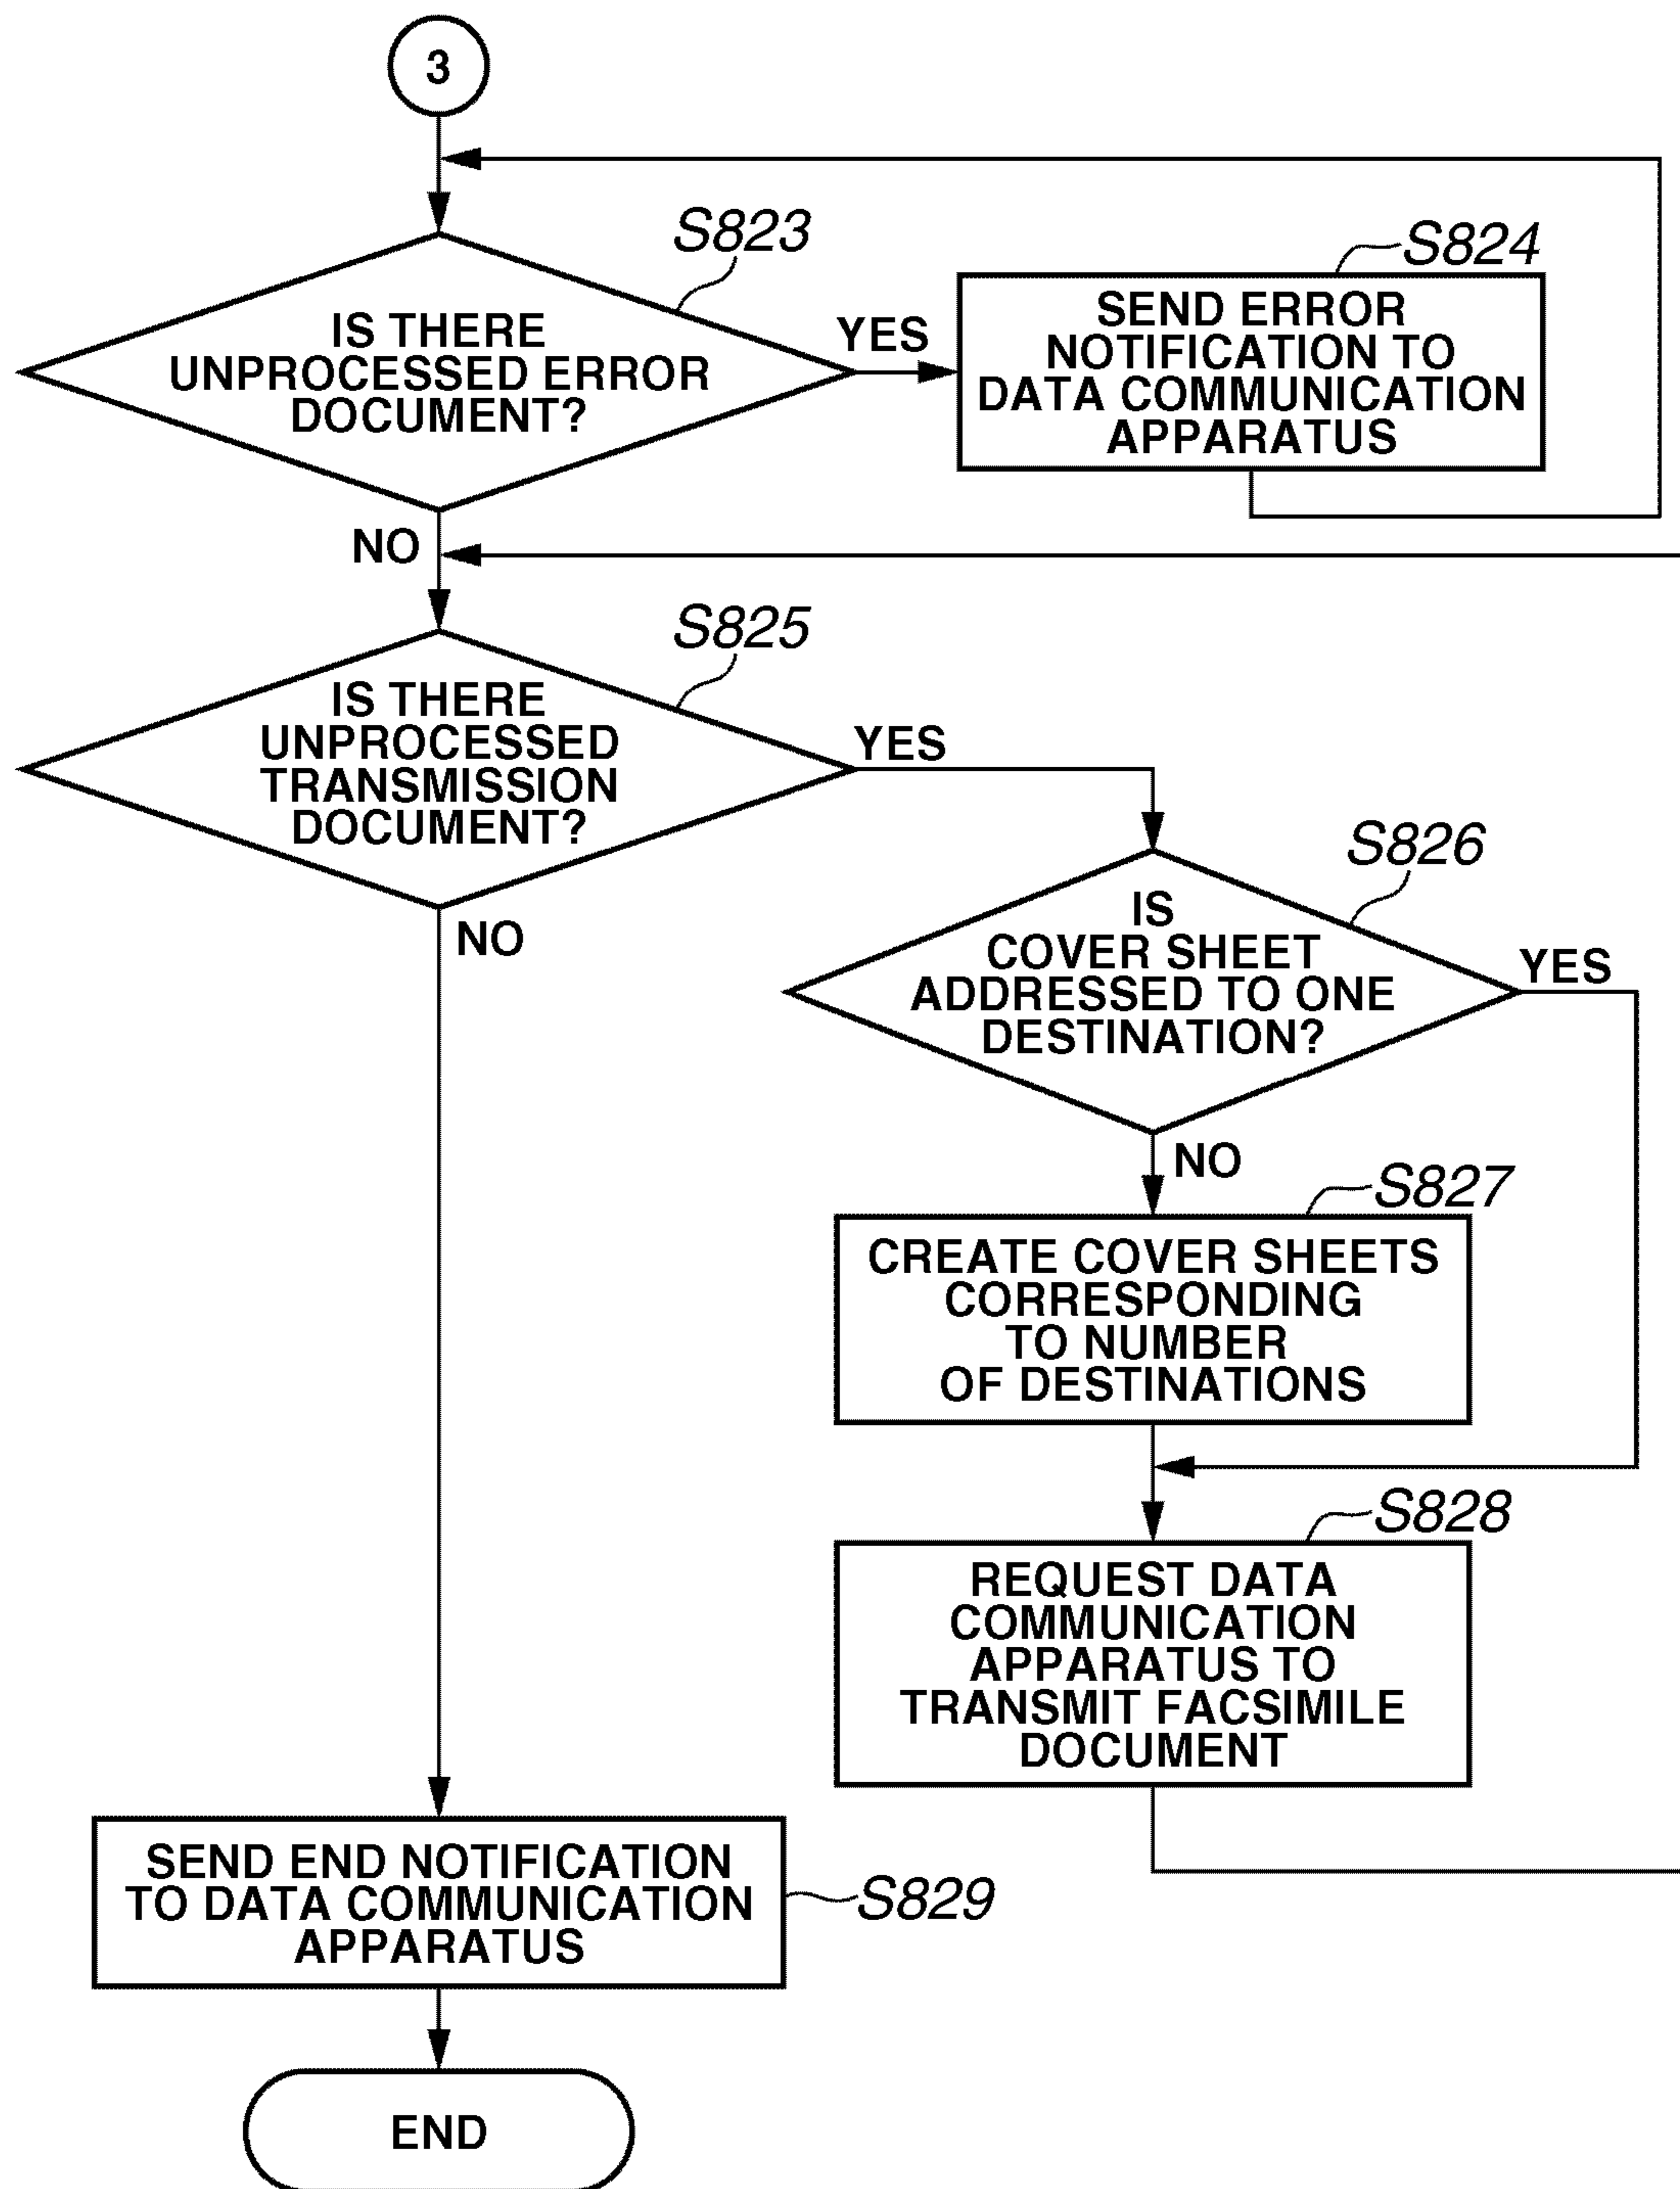 3
S823
IS THERE
UNPROCESSED ERROR
DOCUMENT?
YES
S824
SEND ERROR
NOTIFICATION TO
DATA COMMUNICATION
APPARATUS
NO
S825
IS THERE
UNPROCESSED
TRANSMISSION
DOCUMENT?
YES
NO
S826
IS
COVER SHEET
ADDRESSED TO ONE
DESTINATION?
YES
NO
S827
CREATE COVER SHEETS
CORRESPONDING
TO NUMBER
OF DESTINATIONS
S828
REQUEST DATA
COMMUNICATION
APPARATUS TO
TRANSMIT FACSIMILE
DOCUMENT
SEND END NOTIFICATION
TO DATA COMMUNICATION
APPARATUS
S829
END